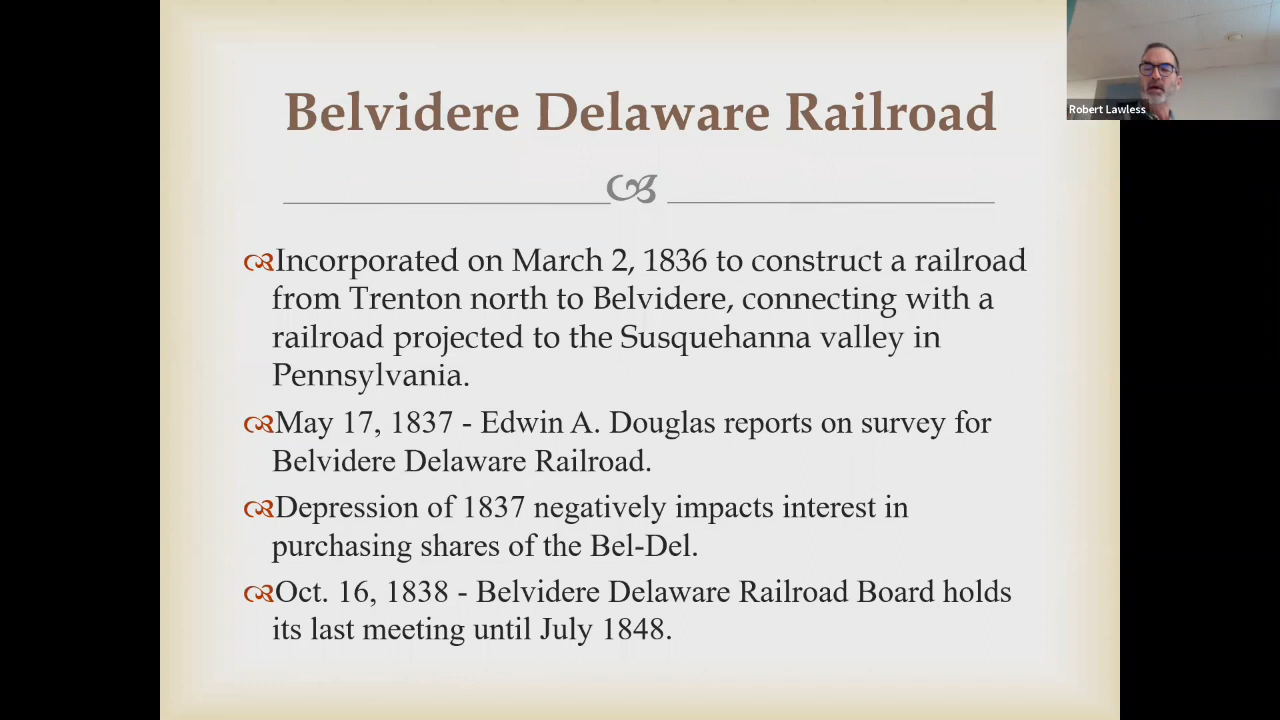 Belvidere Delaware Railroad
Incorporated on March 2, 1836 to construct a railroad
from Trenton north to Belvidere, connecting with a
railroad projected to the Susquehanna valley in
Pennsylvania.
May 17, 1837 - Edwin A. Douglas reports on survey for
Belvidere Delaware Railroad.
Depression of 1837 negatively impacts interest in
purchasing shares of the Bel-Del.
Oct. 16, 1838 - Belvidere Delaware Railroad Board holds
its last meeting until July 1848.
Robert Lawless